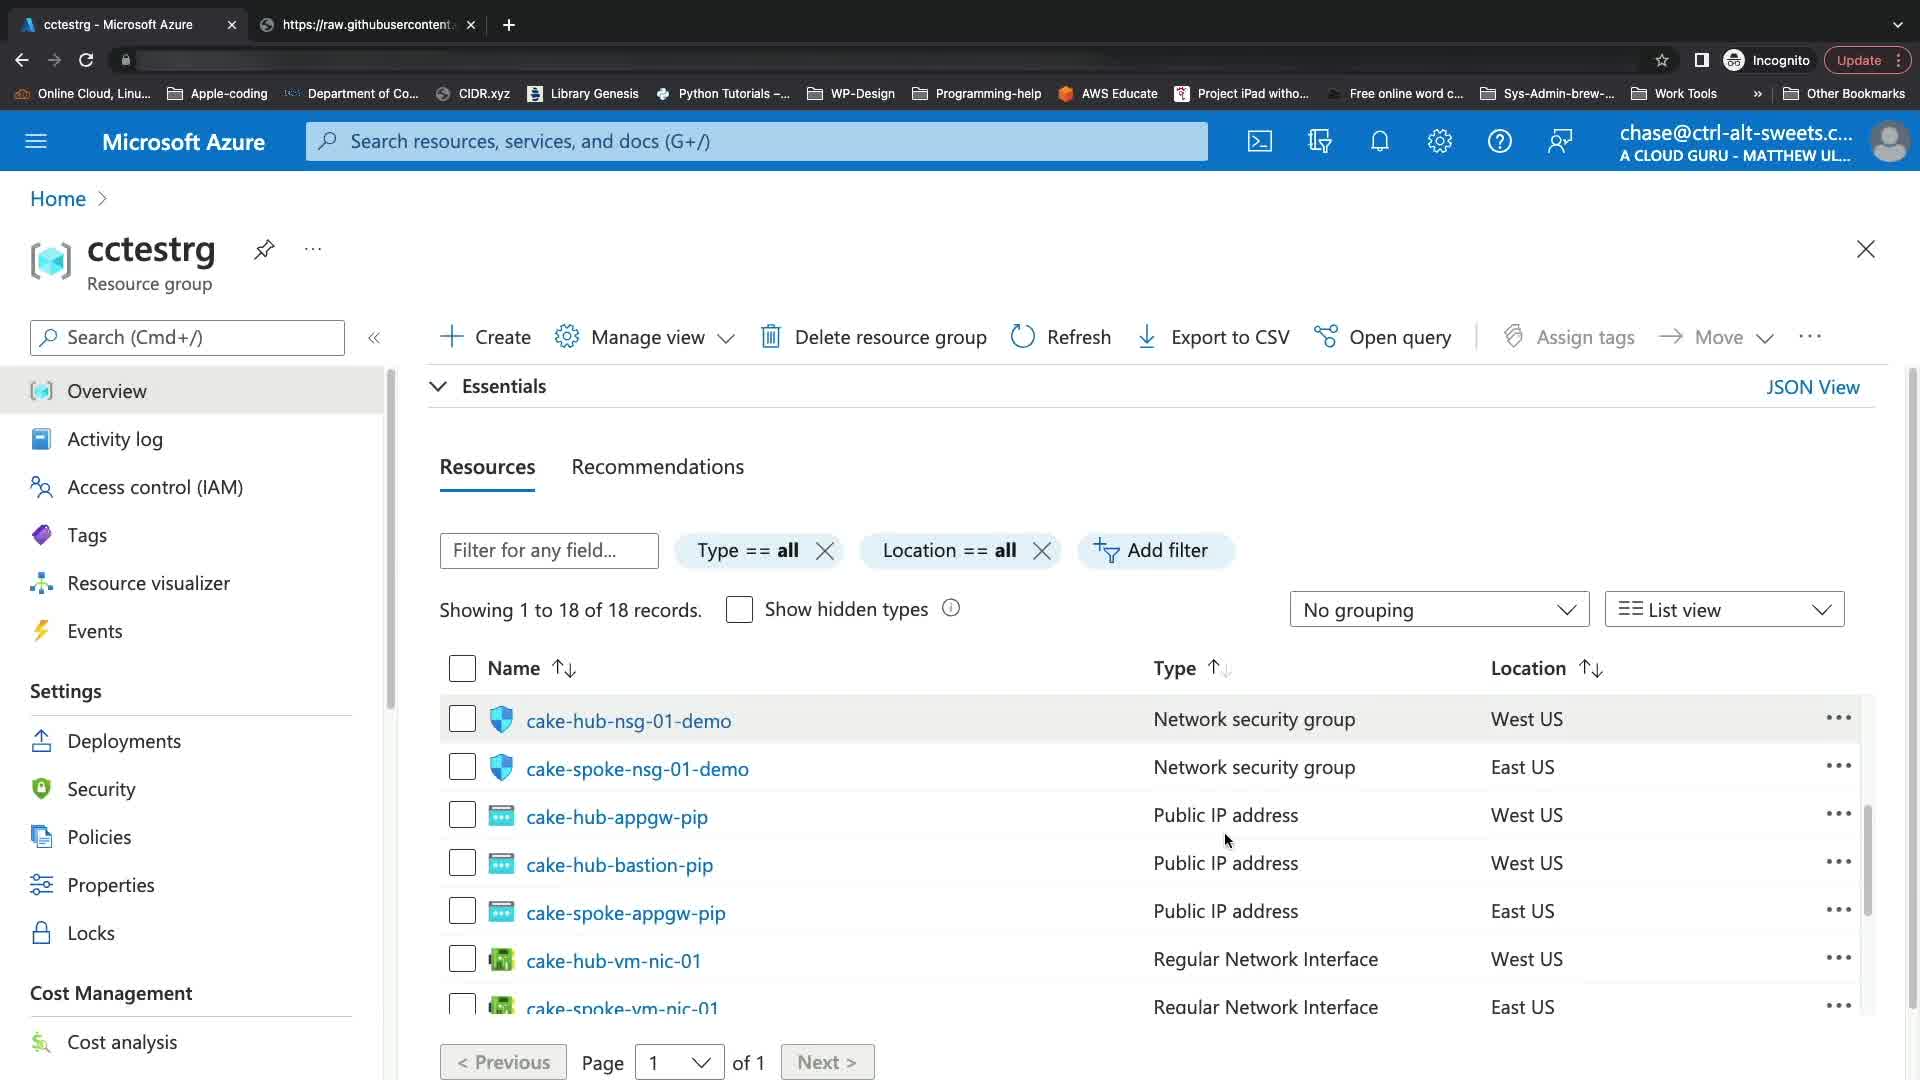 cctestrg - Microsoft Azure
https://raw.githubusercontent.
Incognito
Update
Online Cloud, Linu...
Apple-coding
Department of Co...
CIDR.xyz
Library Genesis
Python Tutorials –...
WP-Design
Programming-help
AWS Educate
Project iPad witho...
Free online word c...
Sys-Admin-brew-...
Work Tools
»
Other Bookmarks
Microsoft Azure
Search resources, services, and docs (G+/)
chase@ctrl-alt-sweets.c...
A CLOUD GURU - MATTHEW UL...
Home
cctestrg
...
Resource group
Search (Cmd+/)
«
Create
Manage view
Delete resource group
Refresh
Export to CSV
Open query
Assign tags
Move
...
Overview
Activity log
Access control (IAM)
Tags
Resource visualizer
Events
Settings
Deployments
Security
Policies
Properties
Locks
Cost Management
Cost analysis
Essentials
JSON View
Resources
Recommendations
Filter for any field...
Type == all
Location == all
Add filter
Showing 1 to 18 of 18 records.
Show hidden types
No grouping
List view
Name
Type
Location
cake-hub-nsg-01-demo
Network security group
West US
...
cake-spoke-nsg-01-demo
Network security group
East US
...
cake-hub-appgw-pip
Public IP address
West US
...
cake-hub-bastion-pip
Public IP address
West US
...
cake-spoke-appgw-pip
Public IP address
East US
...
cake-hub-vm-nic-01
Regular Network Interface
West US
...
cake-spoke-vm-nic-01
Regular Network Interface
East US
...
< Previous
Page
1
of 1
Next >